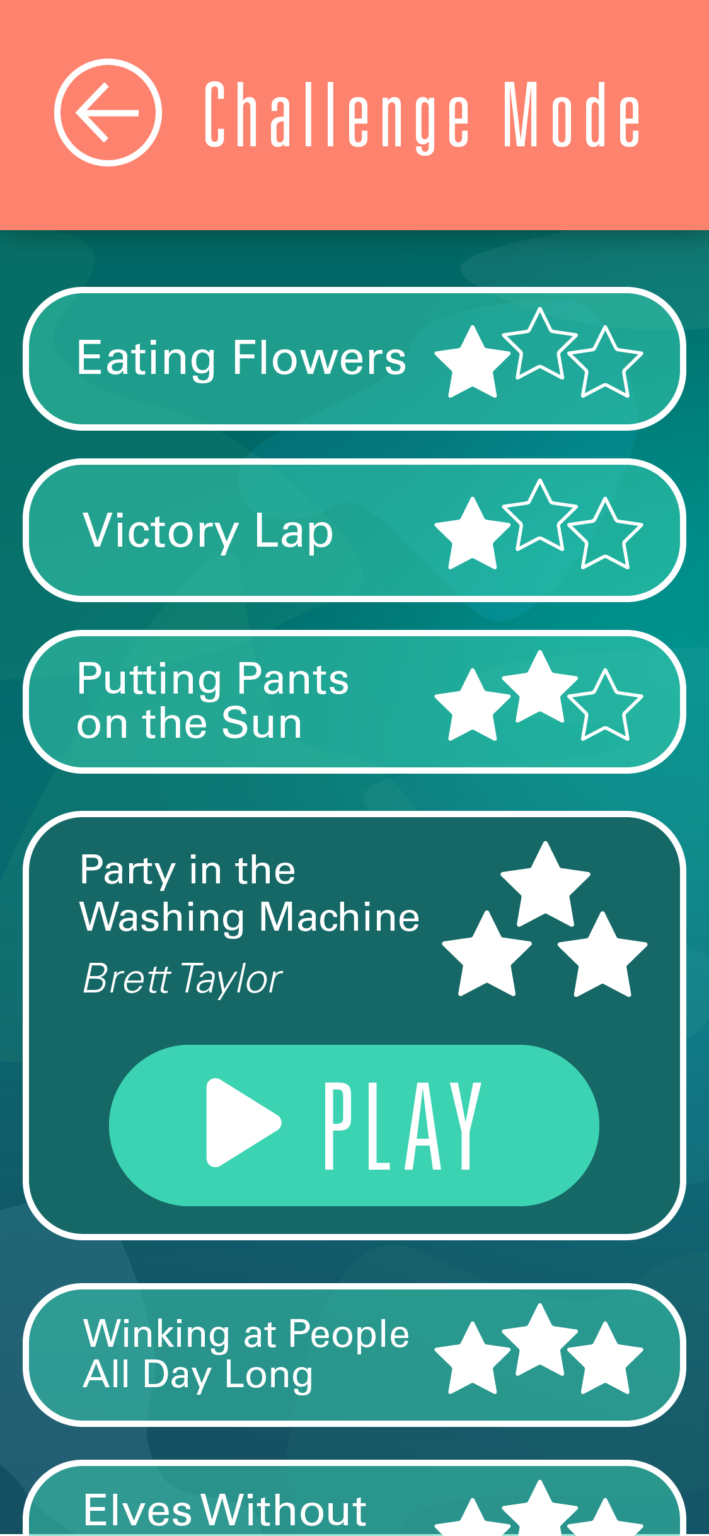 Challenge Mode
Eating Flowers
Victory Lap
Putting Pants
on the Sun
Party in the
Washing Machine
Brett Taylor
PLAY
Winking at People
All Day Long
Elves Without